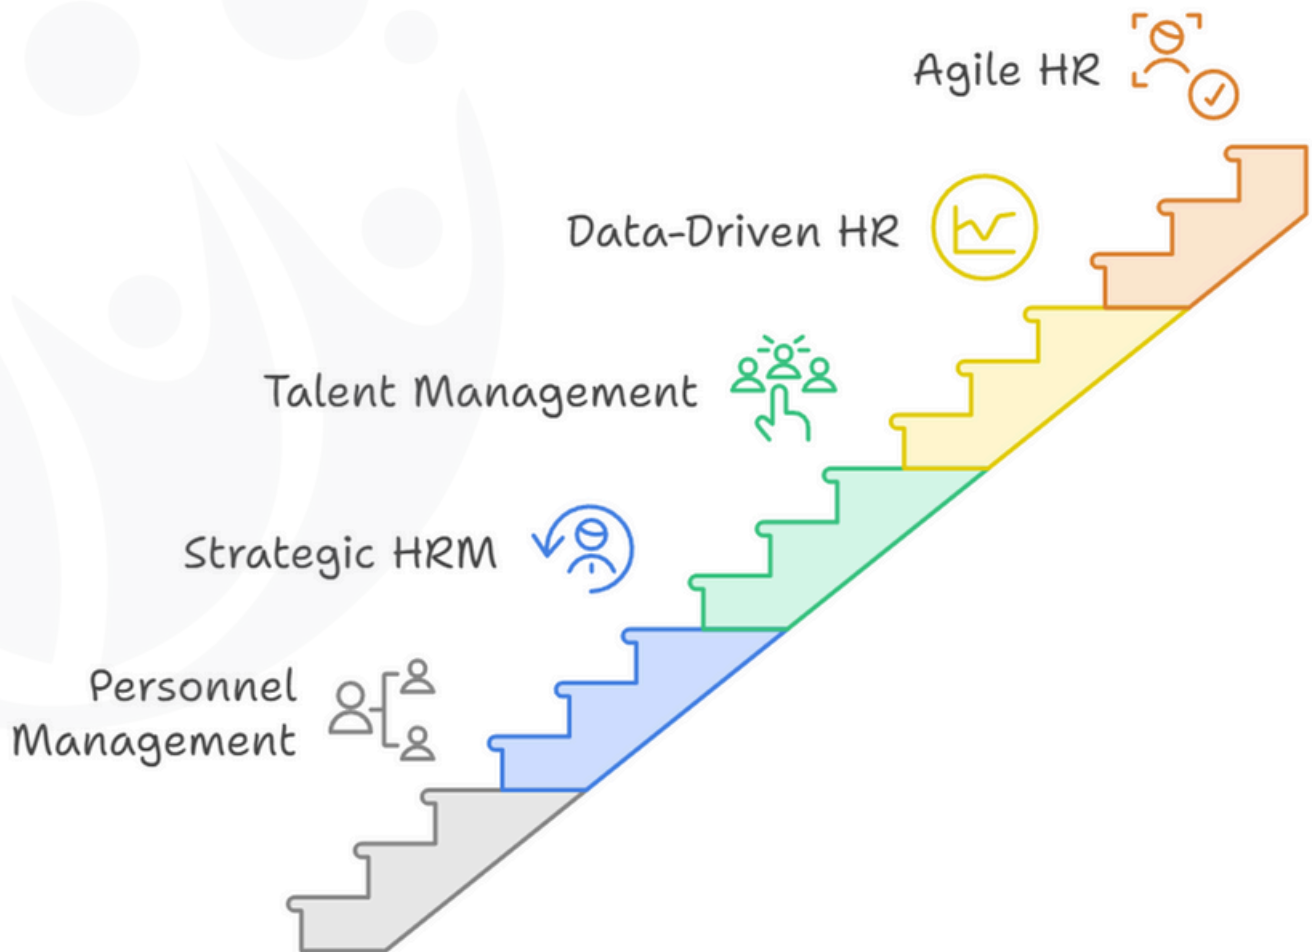 Agile HR
Data-Driven HR
Talent Management
Strategic HRM
Personnel
Management